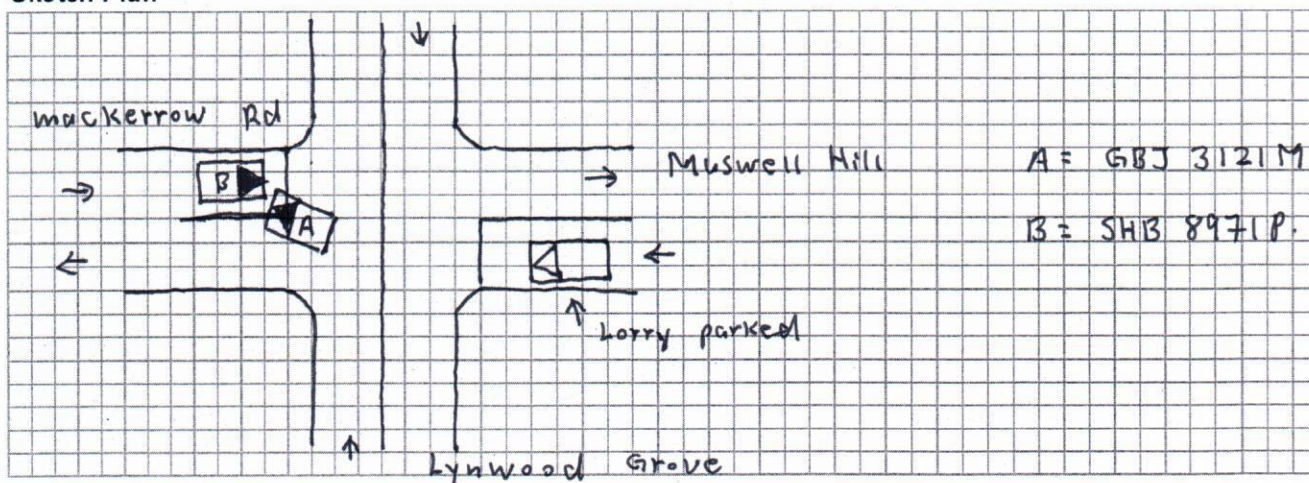 Sketch Plan
mackerrow Rd
Muswell Hill
A = GBJ 3121M
B
B = SHB 8971P.
A
Lorry parked
Lynwood Grove